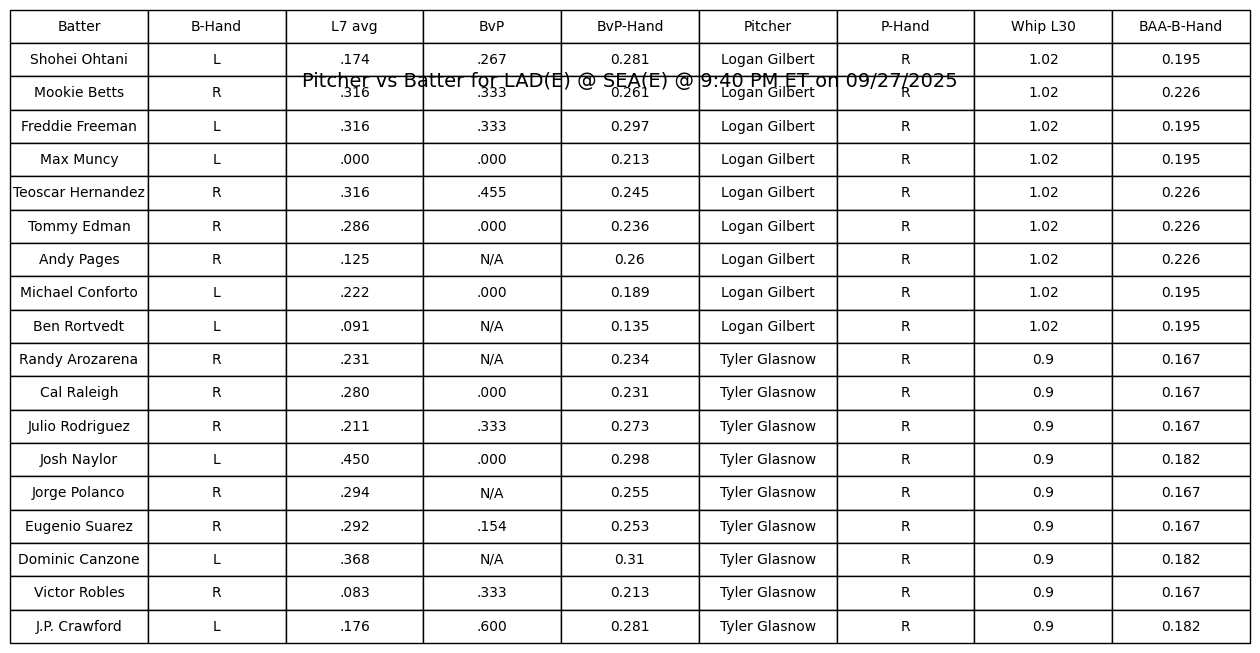 Batter B-Hand L7 avg BvP BvP-Hand Pitcher P-Hand Whip L30 BAA-B-Hand
Shohei Ohtani L .174 .267 0.281 Logan Gilbert R 1.02 0.195
Pitcher vs Batter for LAD(E) @ SEA(E) @ 9:40 PM ET on 09/27/2025
Mookie Betts R .316 .333 0.261 Logan Gilbert R 1.02 0.226
Freddie Freeman L .316 .333 0.297 Logan Gilbert R 1.02 0.195
Max Muncy L .000 .000 0.213 Logan Gilbert R 1.02 0.195
Teoscar Hernandez R .316 .455 0.245 Logan Gilbert R 1.02 0.226
Tommy Edman R .286 .000 0.236 Logan Gilbert R 1.02 0.226
Andy Pages R .125 N/A 0.26 Logan Gilbert R 1.02 0.226
Michael Conforto L .222 .000 0.189 Logan Gilbert R 1.02 0.195
Ben Rortvedt L .091 N/A 0.135 Logan Gilbert R 1.02 0.195
Randy Arozarena R .231 N/A 0.234 Tyler Glasnow R 0.9 0.167
Cal Raleigh R .280 .000 0.231 Tyler Glasnow R 0.9 0.167
Julio Rodriguez R .211 .333 0.273 Tyler Glasnow R 0.9 0.167
Josh Naylor L .450 .000 0.298 Tyler Glasnow R 0.9 0.182
Jorge Polanco R .294 N/A 0.255 Tyler Glasnow R 0.9 0.167
Eugenio Suarez R .292 .154 0.253 Tyler Glasnow R 0.9 0.167
Dominic Canzone L .368 N/A 0.31 Tyler Glasnow R 0.9 0.182
Victor Robles R .083 .333 0.213 Tyler Glasnow R 0.9 0.167
J.P. Crawford L .176 .600 0.281 Tyler Glasnow R 0.9 0.182